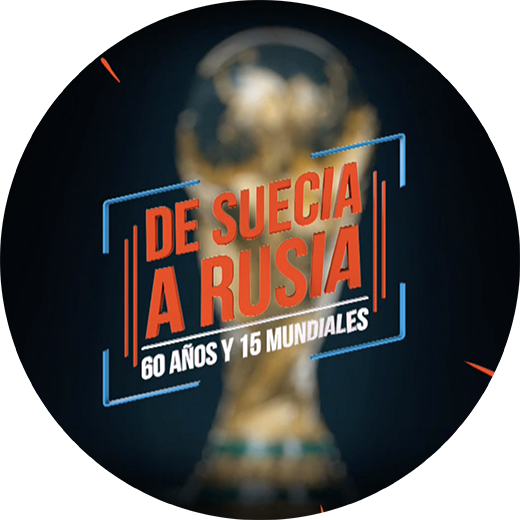 DE SUECIA
A RUSIA
60 AÑOS Y 15 MUNDIALES